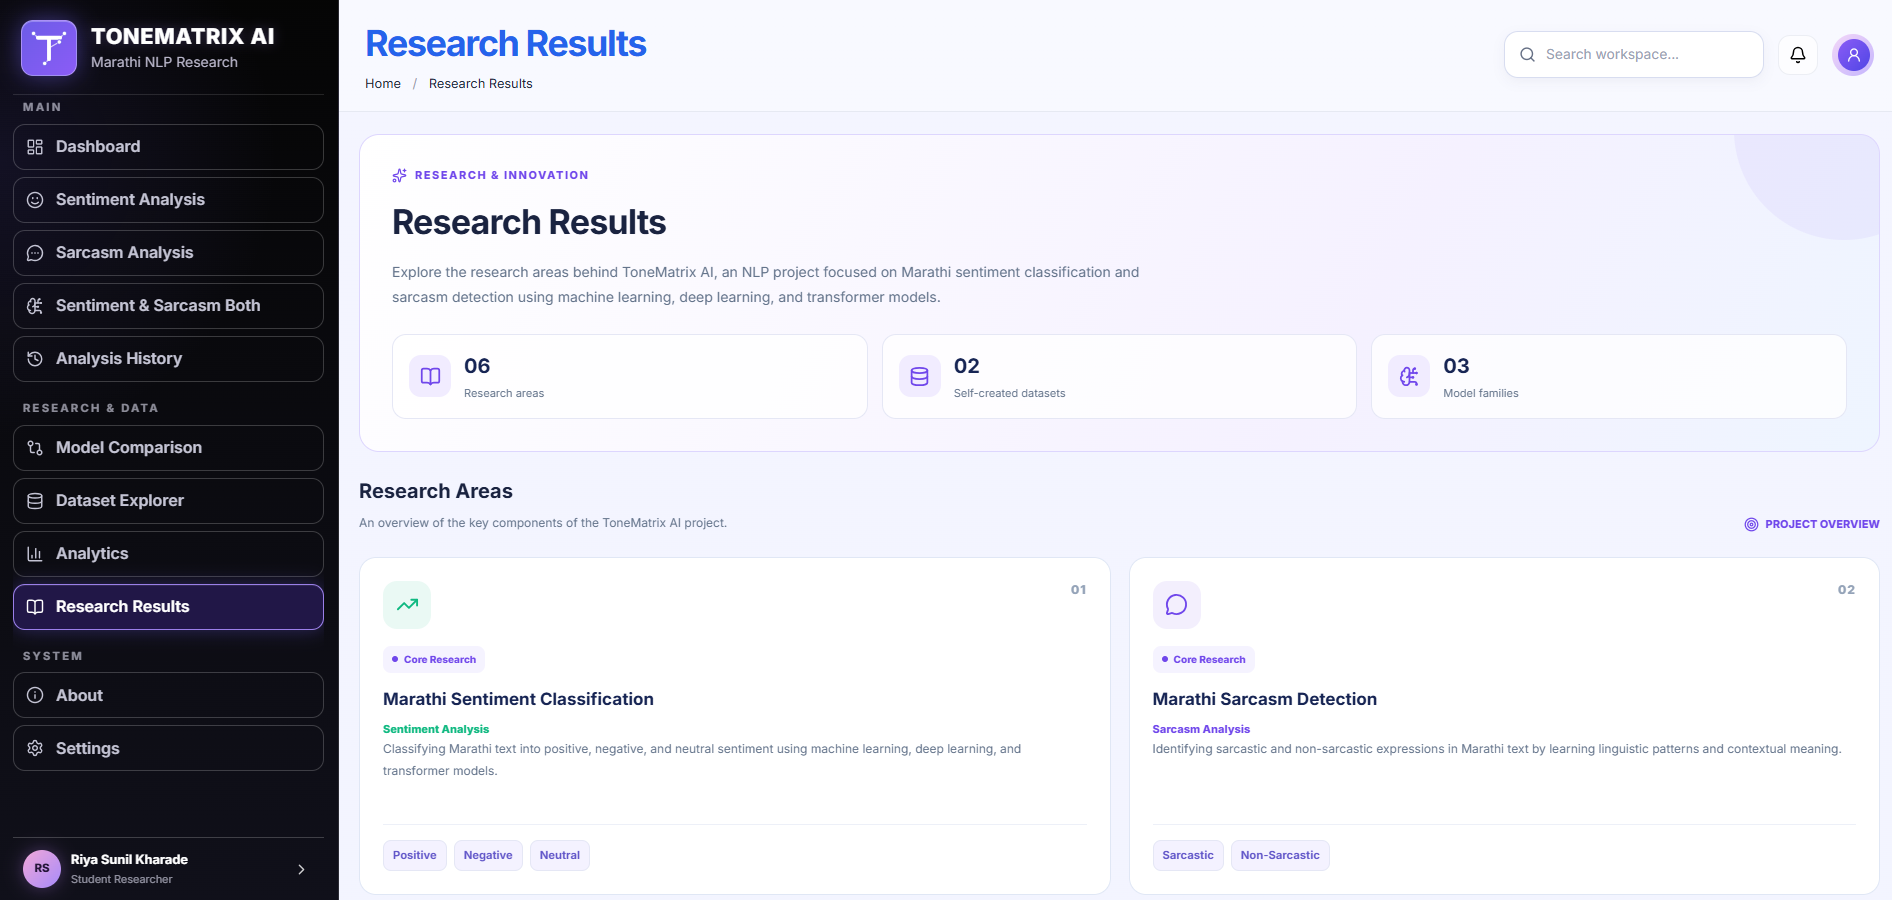 TONEMATRIX AI
Marathi NLP Research
MAIN
Dashboard
Sentiment Analysis
Sarcasm Analysis
Sentiment & Sarcasm Both
Analysis History
RESEARCH & DATA
Model Comparison
Dataset Explorer
Analytics
Research Results
SYSTEM
About
Settings
RS
Riya Sunil Kharade
Student Researcher
Research Results
Home / Research Results
Search workspace...
RESEARCH & INNOVATION
Research Results
Explore the research areas behind ToneMatrix AI, an NLP project focused on Marathi sentiment classification and
sarcasm detection using machine learning, deep learning, and transformer models.
06
Research areas
02
Self-created datasets
03
Model families
Research Areas
An overview of the key components of the ToneMatrix AI project.
PROJECT OVERVIEW
01
Core Research
Marathi Sentiment Classification
Sentiment Analysis
Classifying Marathi text into positive, negative, and neutral sentiment using machine learning, deep learning, and
transformer models.
Positive
Negative
Neutral
02
Core Research
Marathi Sarcasm Detection
Sarcasm Analysis
Identifying sarcastic and non-sarcastic expressions in Marathi text by learning linguistic patterns and contextual meaning.
Sarcastic
Non-Sarcastic